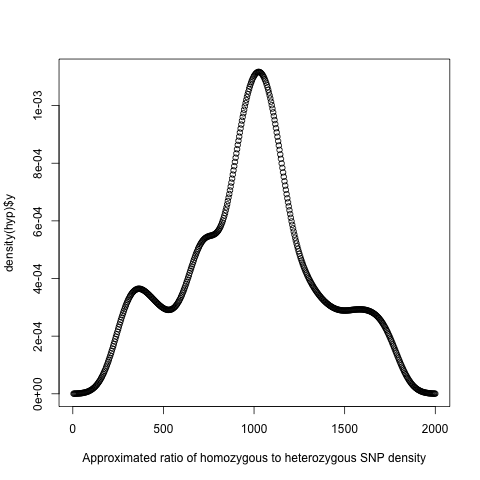 density(hyp)$y
1e-03
8e-04
6e-04
4e-04
2e-04
0e+00
0 500 1000 1500 2000
Approximated ratio of homozygous to heterozygous SNP density